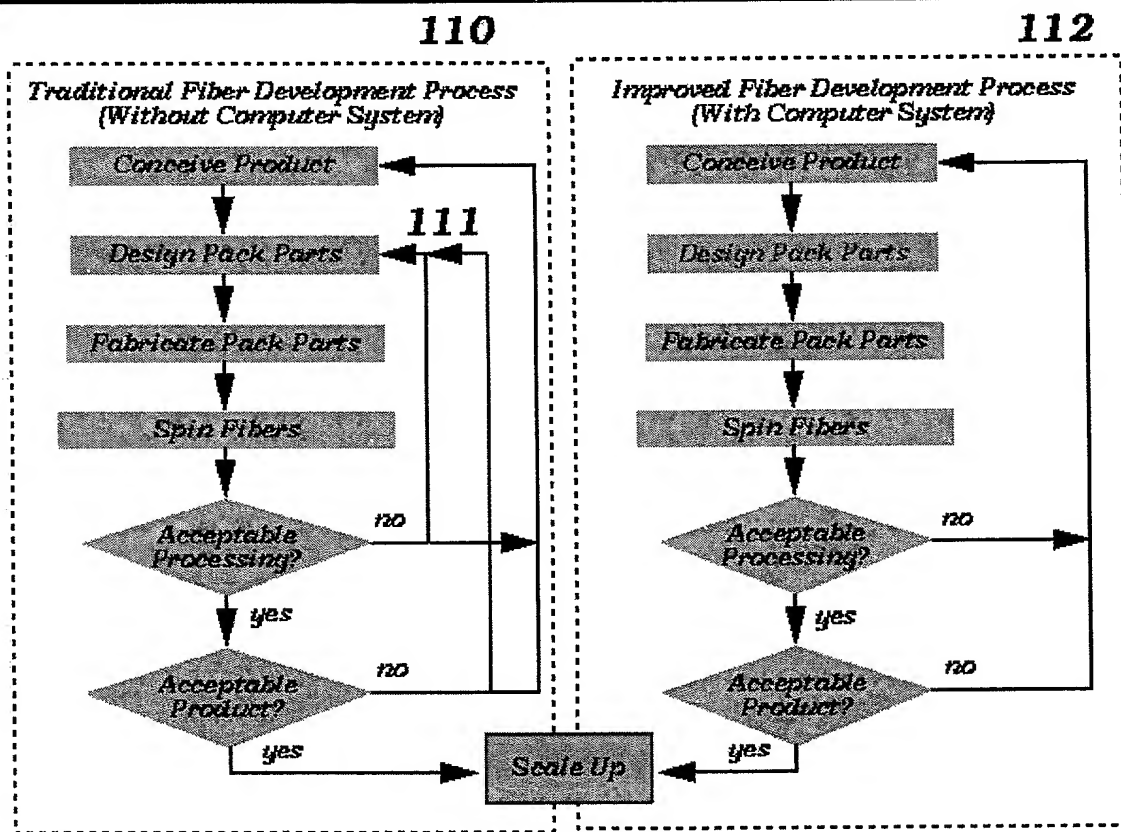 110
Traditional Fiber Development Process
(Without Computer System)
Conceive Product
111
Design Pack Parts
Fabricate Pack Parts
Spin Fibers
Acceptable
Processing?
no
yes
Acceptable
Product?
no
yes
112
Improved Fiber Development Process
(With Computer System)
Conceive Product
Design Pack Parts
Fabricate Pack Parts
Spin Fibers
Acceptable
Processing?
no
yes
Acceptable
Product?
no
yes
Scale Up